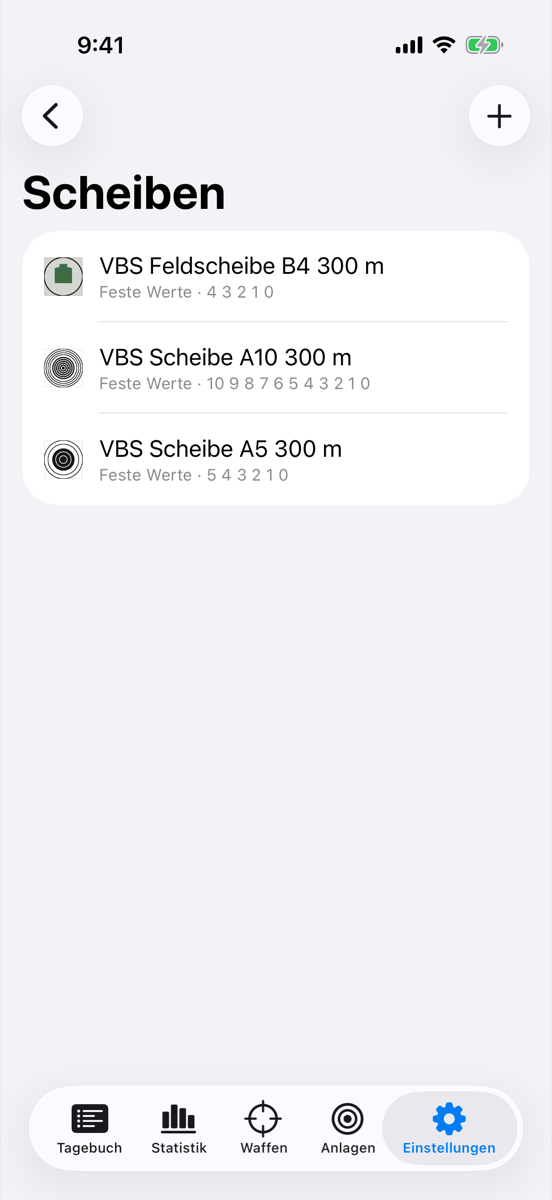 9:41
Scheiben
VBS Feldscheibe B4 300 m
Feste Werte · 4 3 2 1 0
VBS Scheibe A10 300 m
Feste Werte · 10 9 8 7 6 5 4 3 2 1 0
VBS Scheibe A5 300 m
Feste Werte · 5 4 3 2 1 0
Tagebuch
Statistik
Waffen
Anlagen
Einstellungen